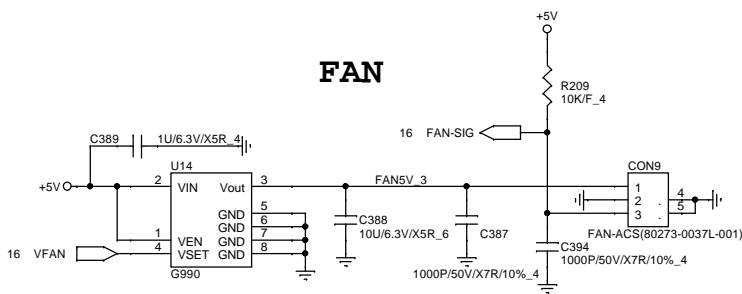 +5V
FAN
R209
10K/F_4
16 FAN-SIG
C389
1U/6.3V/X5R_4
U14
CON9
+5V
2 VIN Vout 3
FAN5V_3
1
2
3
4
5
.
.
GND 5
GND 6
GND 7
GND 8
1 VEN
4 VSET
16 VFAN
G990
C388
10U/6.3V/X5R_6
C387
1000P/50V/X7R/10%_4
FAN-ACS(80273-0037L-001)
C394
1000P/50V/X7R/10%_4